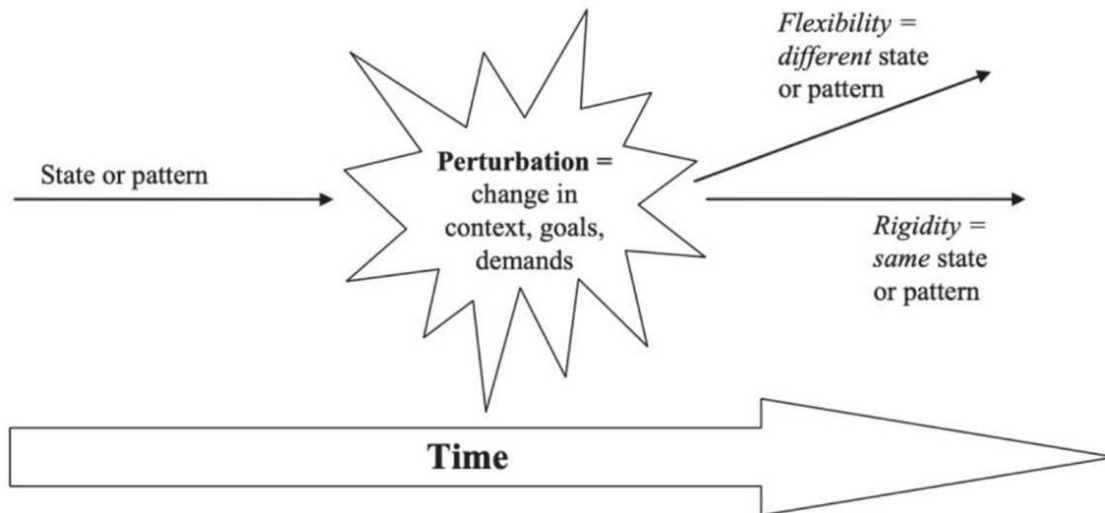 State or pattern
Perturbation =
change in
context, goals,
demands
Flexibility =
different state
or pattern
Rigidity =
same state
or pattern
Time